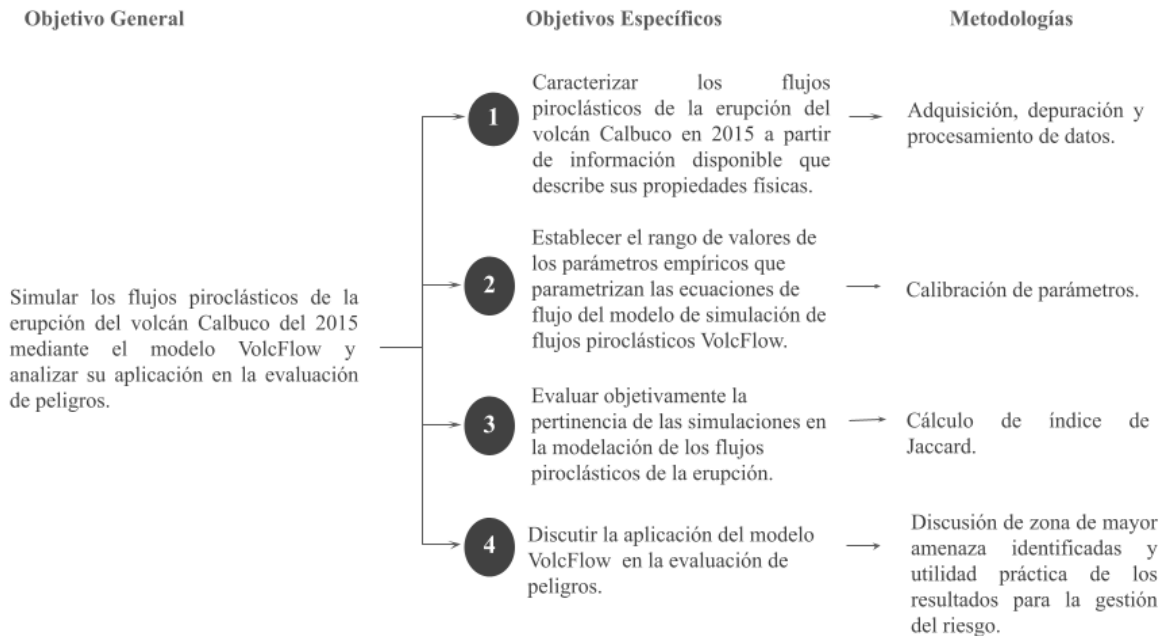 Objetivo General
Objetivos Específicos
Metodologías
Simular los flujos piroclásticos de la
erupción del volcán Calbuco del 2015
mediante el modelo VolcFlow y
analizar su aplicación en la evaluación
de peligros.
1
Caracterizar los flujos
piroclásticos de la erupción del
volcán Calbuco en 2015 a partir
de información disponible que
describe sus propiedades físicas.
Adquisición, depuración y
procesamiento de datos.
2
Establecer el rango de valores de
los parámetros empíricos que
parametrizan las ecuaciones de
flujo del modelo de simulación de
flujos piroclásticos VolcFlow.
Calibración de parámetros.
3
Evaluar objetivamente la
pertinencia de las simulaciones en
la modelación de los flujos
piroclásticos de la erupción.
Cálculo de índice de
Jaccard.
4
Discutir la aplicación del modelo
VolcFlow en la evaluación de
peligros.
Discusión de zona de mayor
amenaza identificadas y
utilidad práctica de los
resultados para la gestión
del riesgo.